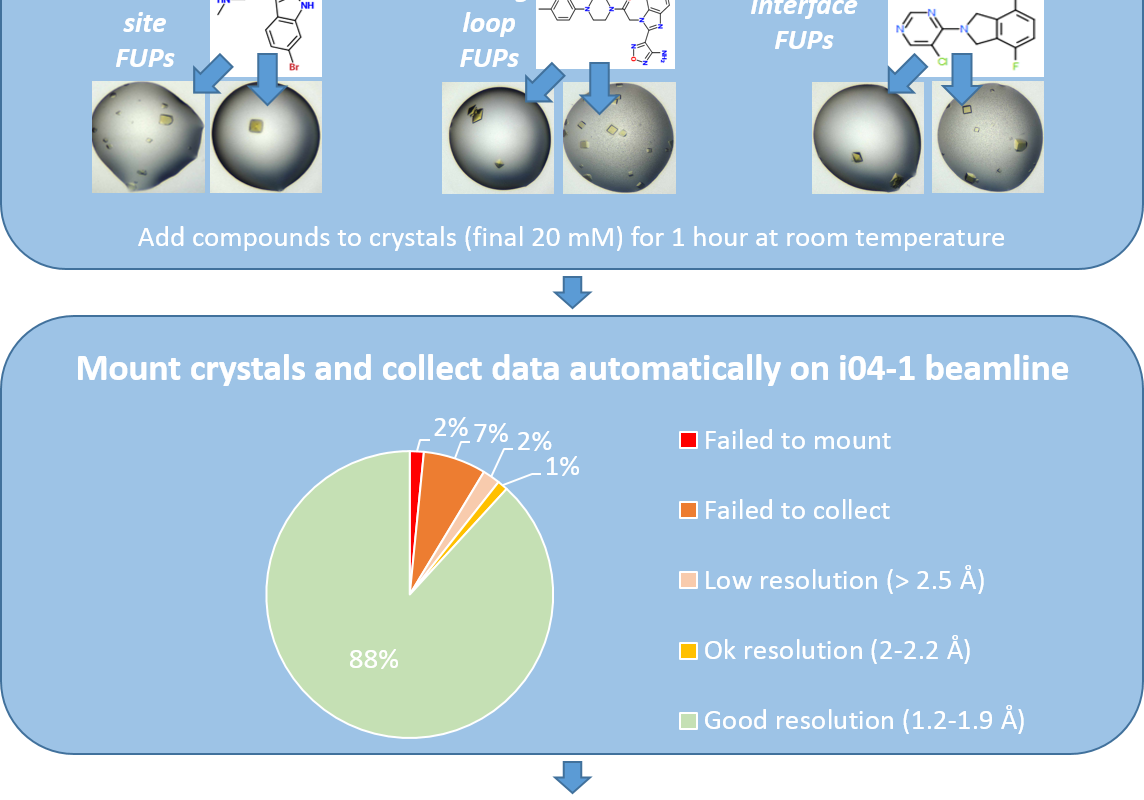 site
FUPs
loop
FUPs
interface
FUPs
HN
NH
Br
N
N
N
N
N
N
O
N
NH₂
N
N
N
Cl
F
Add compounds to crystals (final 20 mM) for 1 hour at room temperature
Mount crystals and collect data automatically on i04-1 beamline
2%
7%
2%
1%
88%
Failed to mount
Failed to collect
Low resolution (> 2.5 Å)
Ok resolution (2-2.2 Å)
Good resolution (1.2-1.9 Å)